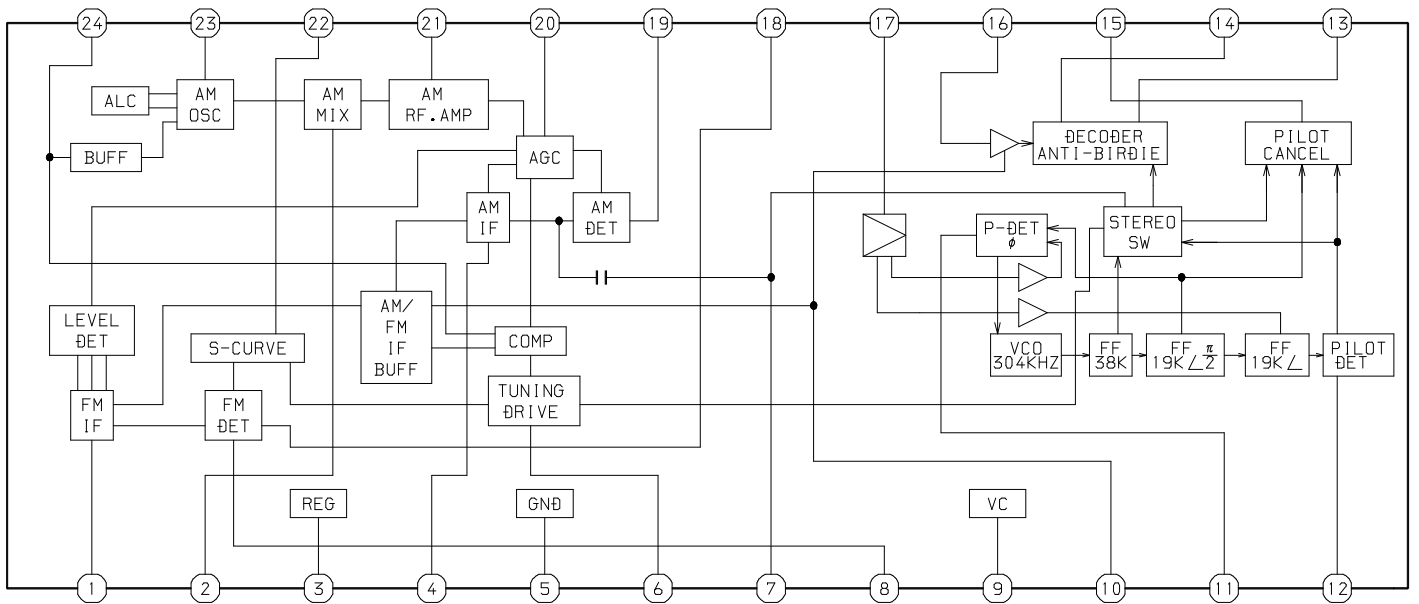 24 23 22 21 20 19 18 17 16 15 14 13
ALC
AM
OSC
AM
MIX
AM
RF.AMP
BUFF
AGC
DECODER
ANTI-BIRDIE
PILOT
CANCEL
AM
IF
AM
DET
P-DET
ø
STEREO
SW
LEVEL
DET
S-CURVE
AM/
FM
IF
BUFF
COMP
VCO
304KHZ
FF
38K
FF
19K∠π/2
FF
19K∠
PILOT
DET
FM
IF
FM
DET
TUNING
DRIVE
REG
GND
VC
1 2 3 4 5 6 7 8 9 10 11 12